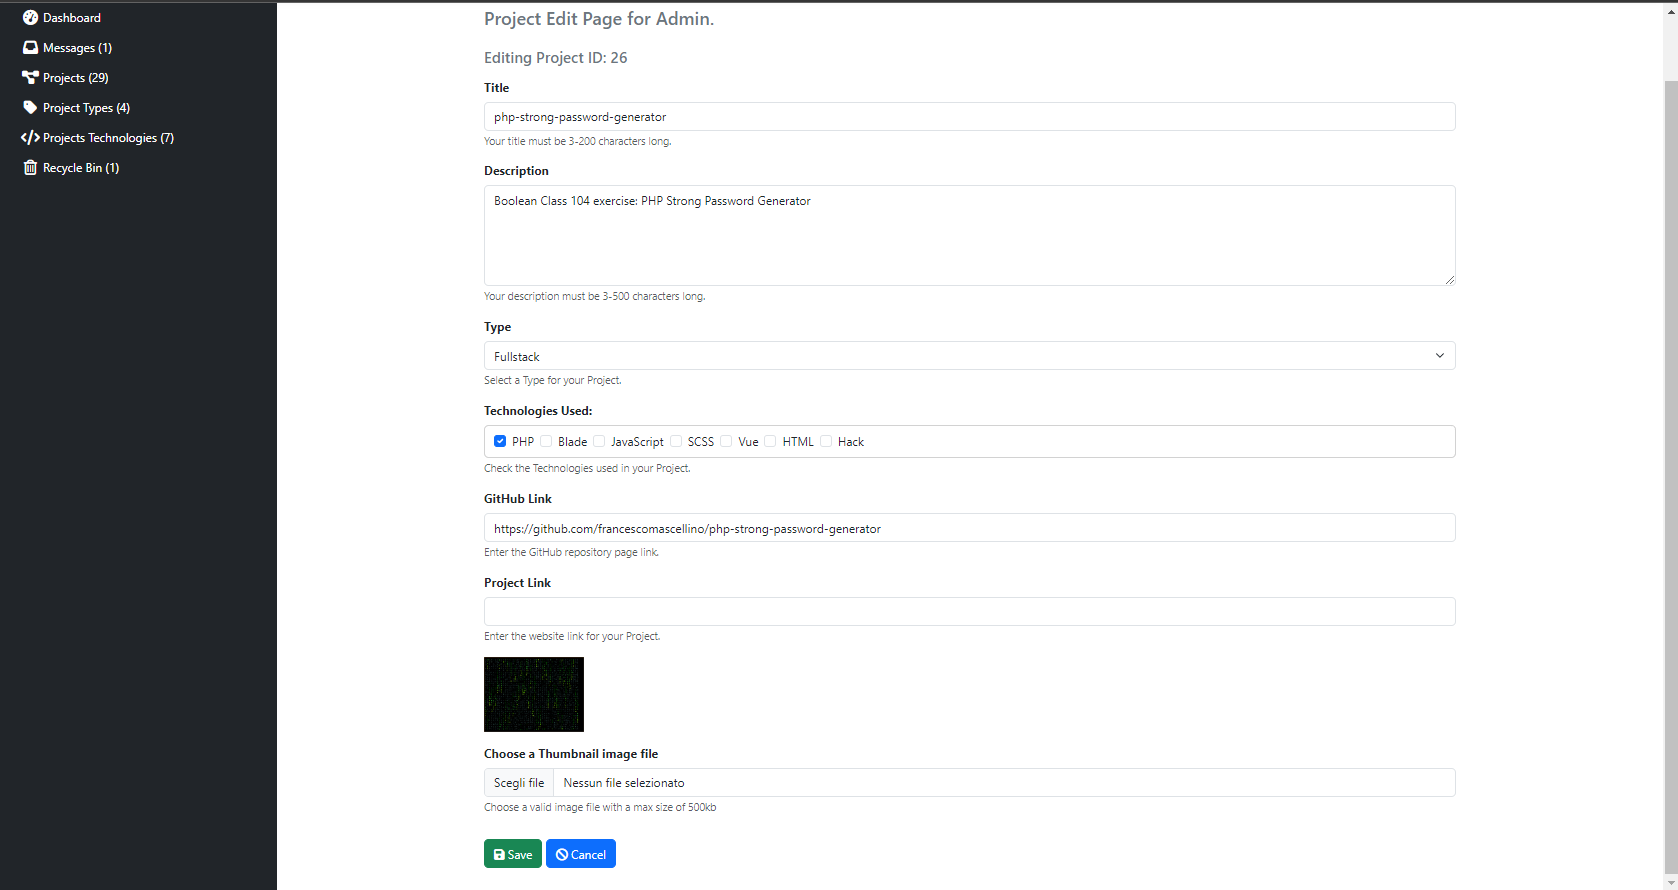 Dashboard
Messages (1)
Projects (29)
Project Types (4)
Projects Technologies (7)
Recycle Bin (1)
Project Edit Page for Admin.
Editing Project ID: 26
Title
php-strong-password-generator
Your title must be 3-200 characters long.
Description
Boolean Class 104 exercise: PHP Strong Password Generator
Your description must be 3-500 characters long.
Type
Fullstack
Select a Type for your Project.
Technologies Used:
PHP Blade JavaScript SCSS Vue HTML Hack
Check the Technologies used in your Project.
GitHub Link
https://github.com/francescomascellino/php-strong-password-generator
Enter the GitHub repository page link.
Project Link
Enter the website link for your Project.
Choose a Thumbnail image file
Scegli file Nessun file selezionato
Choose a valid image file with a max size of 500kb
Save Cancel